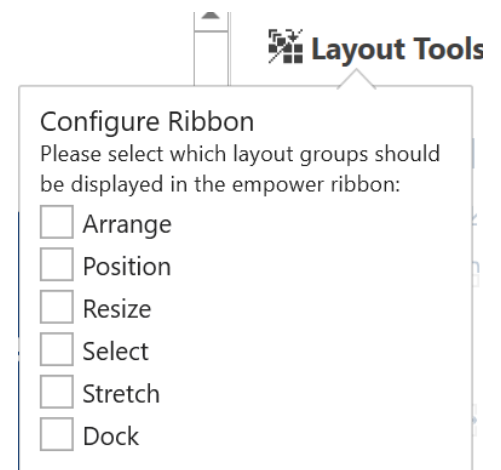 Layout Tools
Configure Ribbon
Please select which layout groups should
be displayed in the empower ribbon:
Arrange
Position
Resize
Select
Stretch
Dock